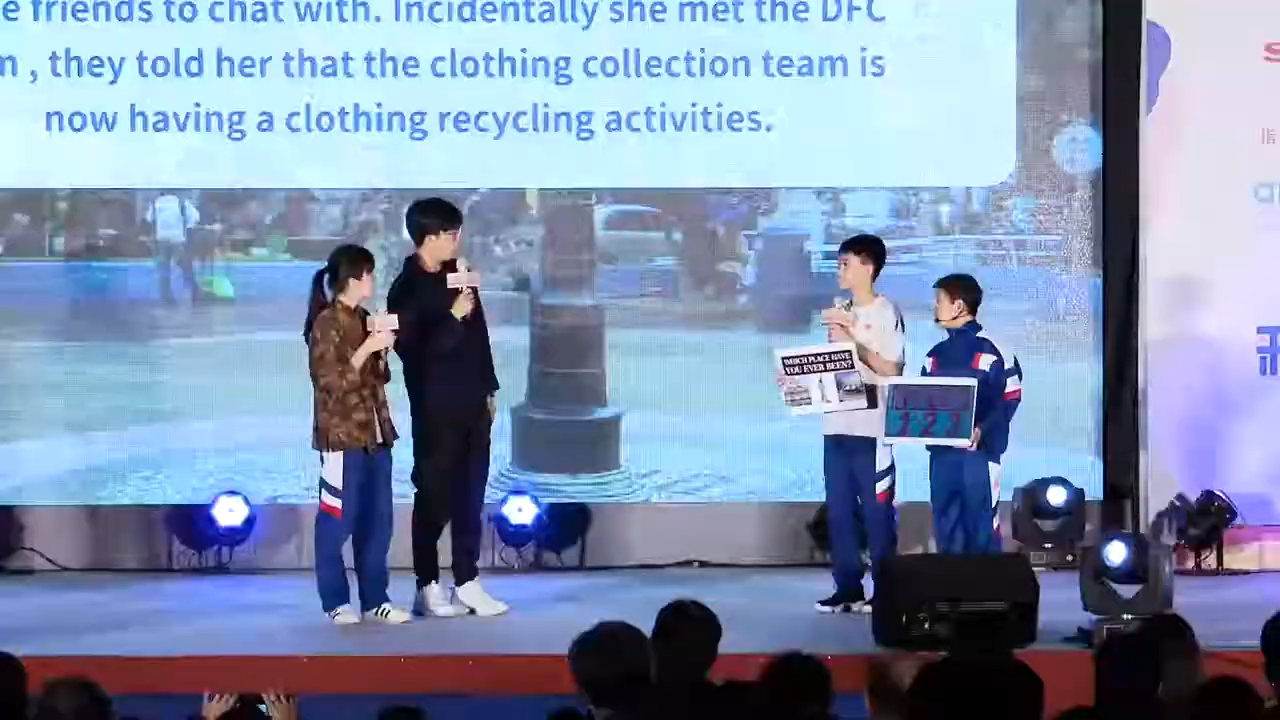 e friends to chat with. Incidentally she met the DFC
n , they told her that the clothing collection team is
now having a clothing recycling activities.
WHICH PLACE HAVE
YOU EVER BEEN?